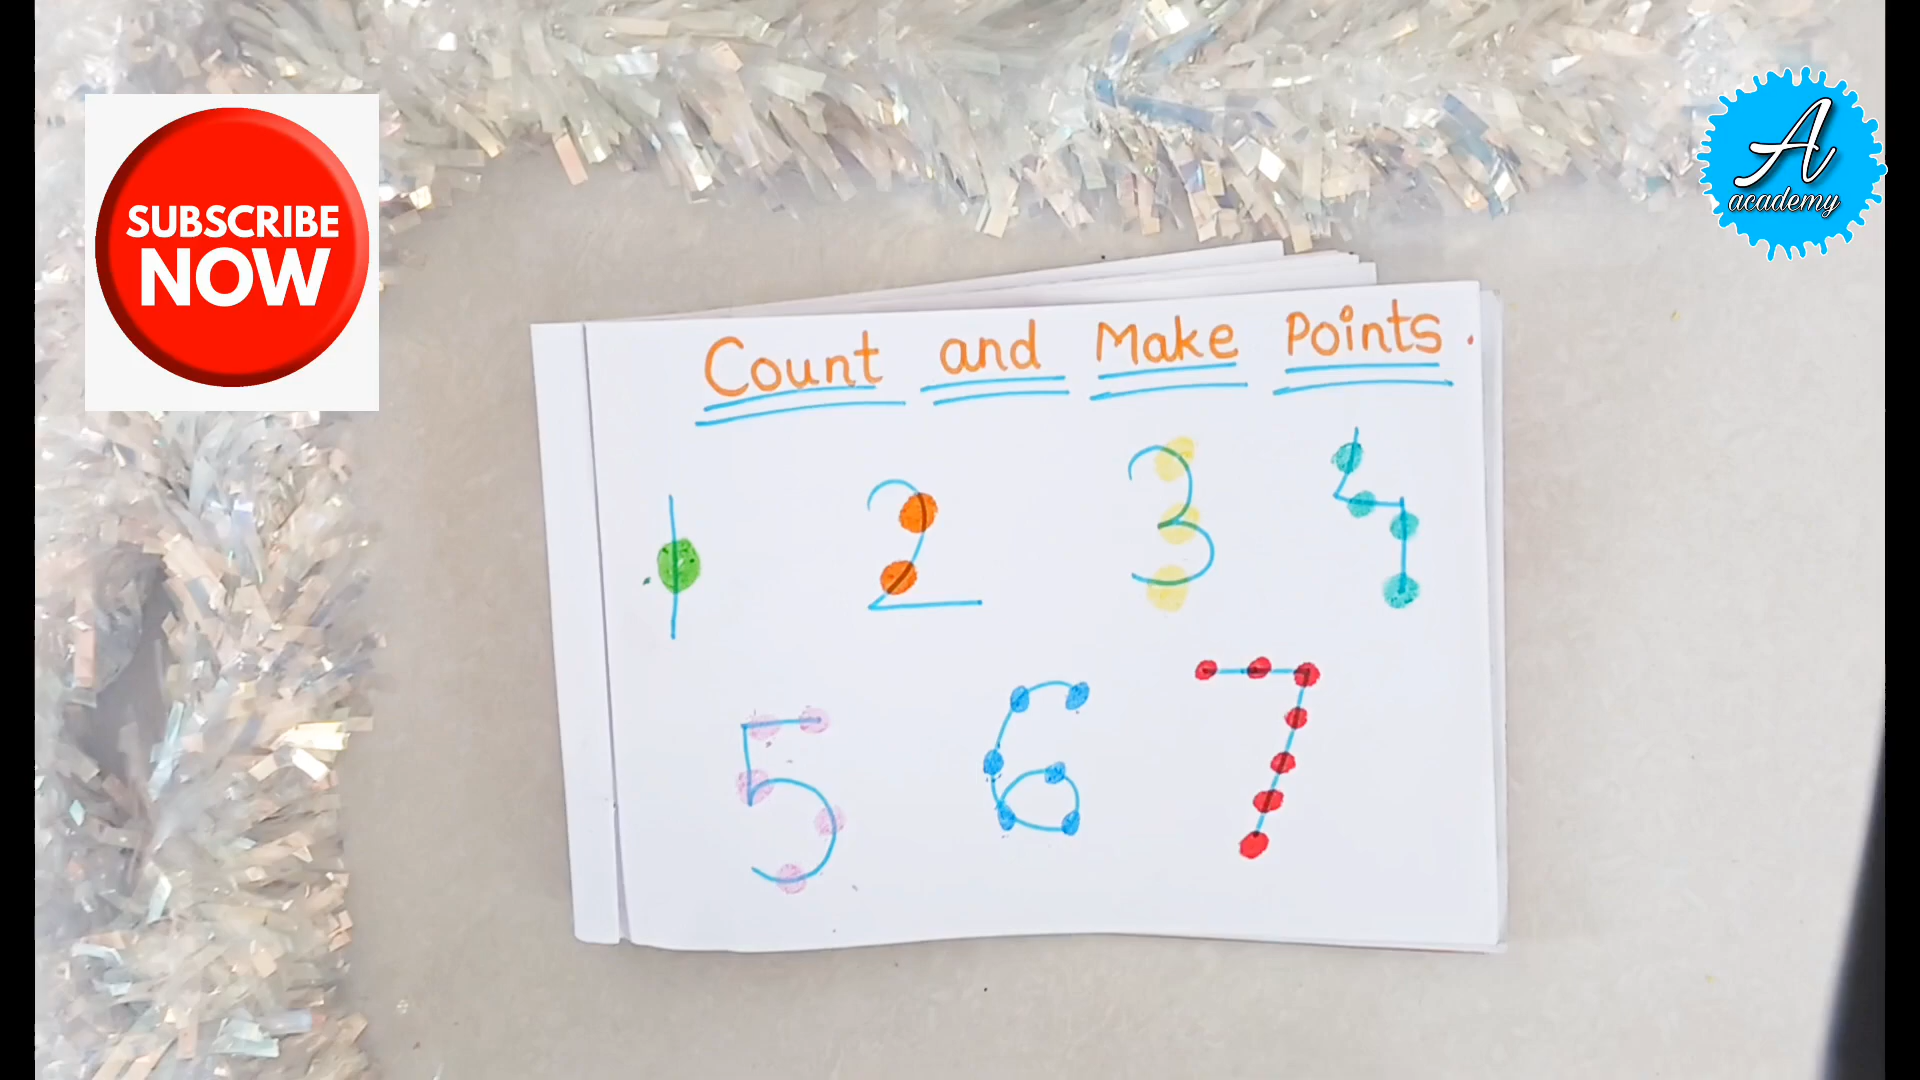 SUBSCRIBE
NOW
A
academy
Count and Make Points.
1 2 3 4
5 6 7